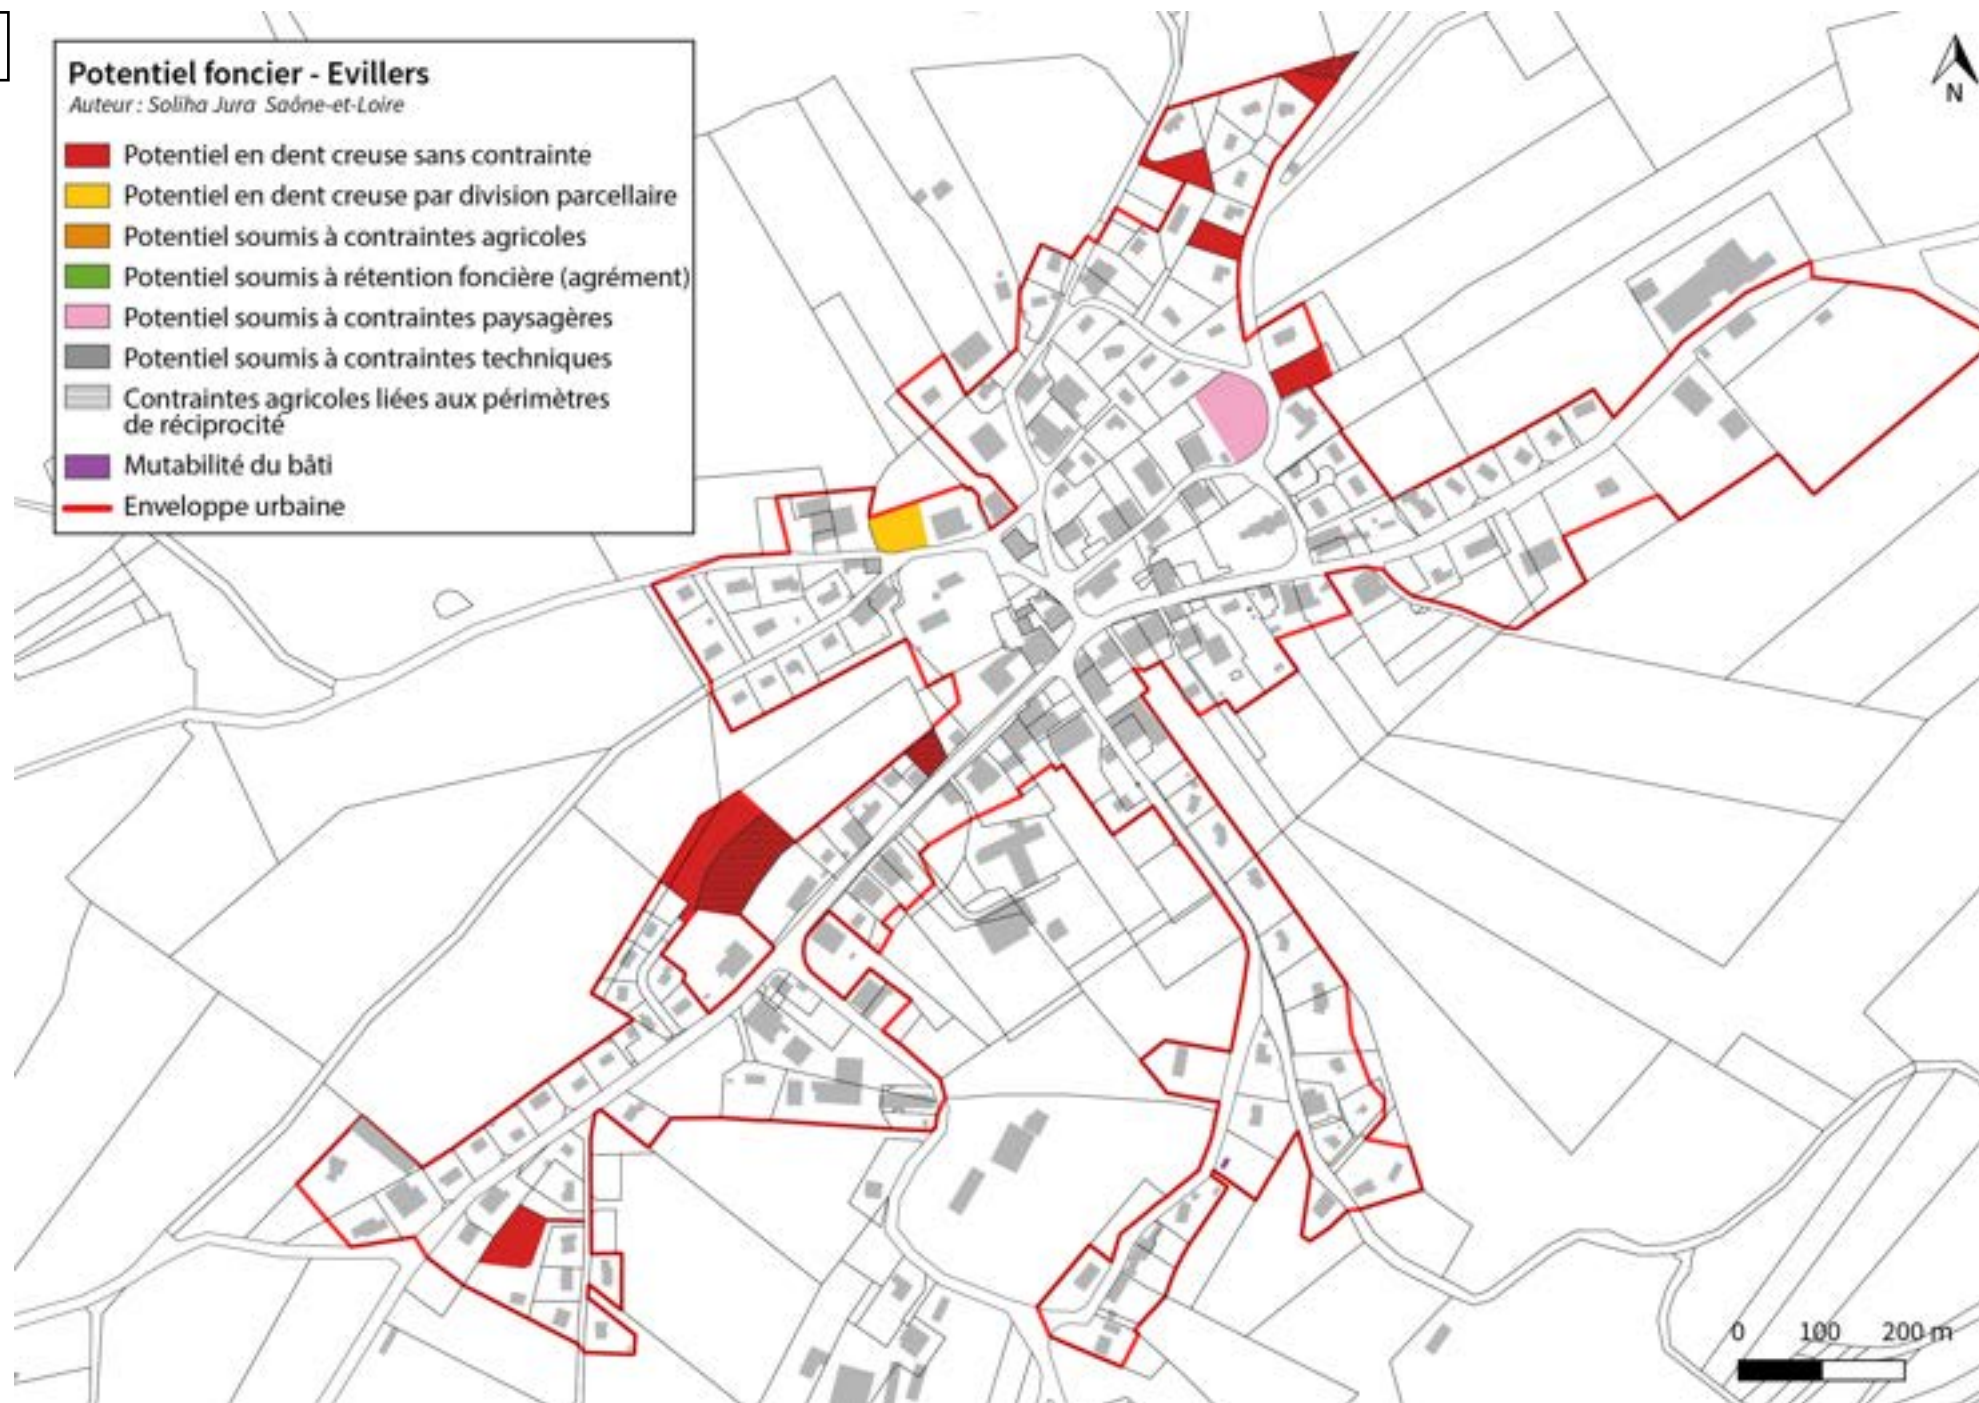 Potentiel foncier - Evillers
Auteur : Soliha Jura Saône-et-Loire
Potentiel en dent creuse sans contrainte
Potentiel en dent creuse par division parcellaire
Potentiel soumis à contraintes agricoles
Potentiel soumis à rétention foncière (agrément)
Potentiel soumis à contraintes paysagères
Potentiel soumis à contraintes techniques
Contraintes agricoles liées aux périmètres
de réciprocité
Mutabilité du bâti
Enveloppe urbaine
N
0 100 200 m